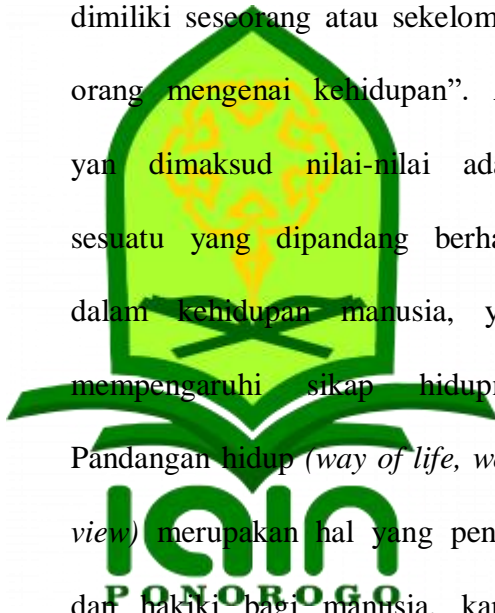 dimiliki seseorang atau sekelom
orang mengenai kehidupan”.
yan dimaksud nilai-nilai ada
sesuatu yang dipandang berha
dalam kehidupan manusia, y
mempengaruhi sikap hidupn
Pandangan hidup (way of life, wo
view) merupakan hal yang pen
dan hakiki bagi manusia, kar
iain
PONOROGO